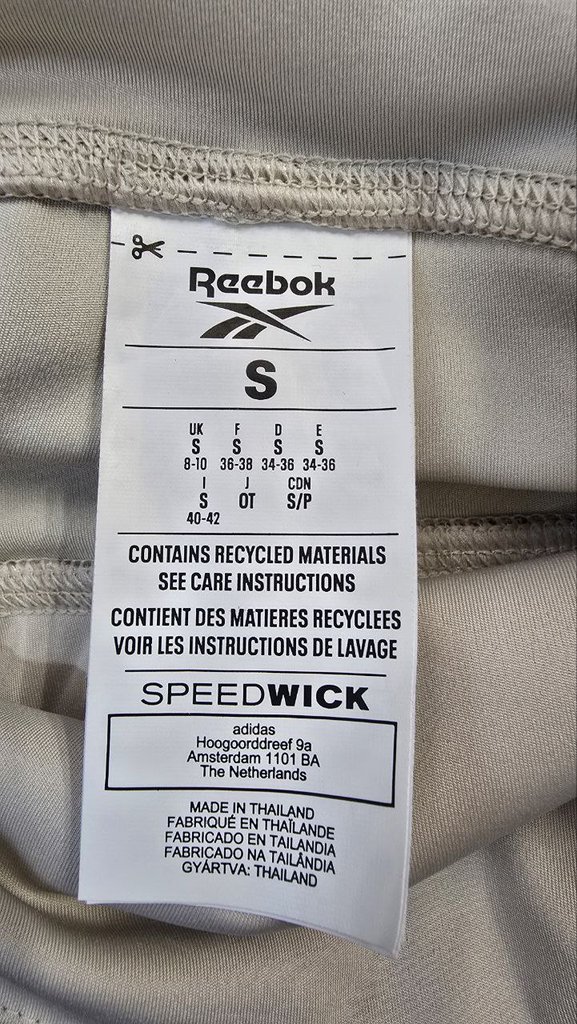 Reebok
S
UK F D E
S S S S
8-10 36-38 34-36 34-36
I J CDN
S OT S/P
40-42
CONTAINS RECYCLED MATERIALS
SEE CARE INSTRUCTIONS
CONTIENT DES MATIERES RECYCLEES
VOIR LES INSTRUCTIONS DE LAVAGE
SPEEDWICK
adidas
Hoogoorddreef 9a
Amsterdam 1101 BA
The Netherlands
MADE IN THAILAND
FABRIQUÉ EN THAÏLANDE
FABRICADO EN TAILANDIA
FABRICADO NA TAILÂNDIA
GYÁRTVA: THAILAND